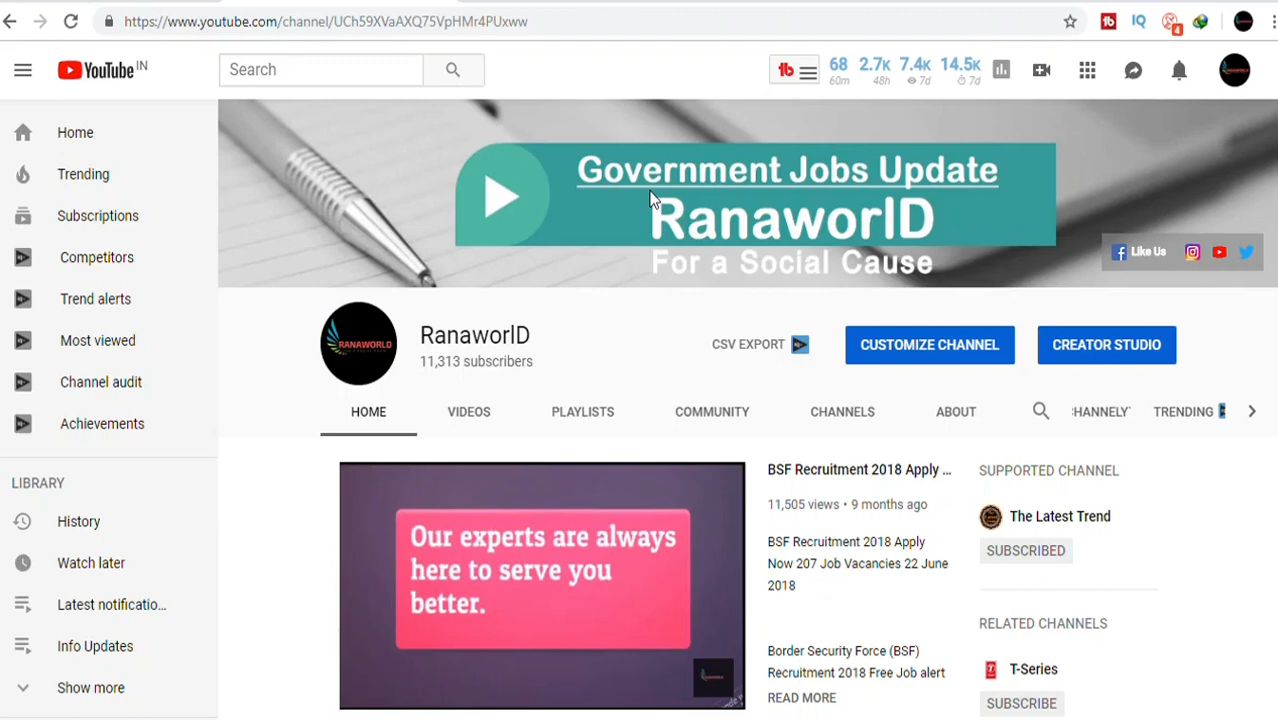 https://www.youtube.com/channel/UCh59XVaAXQ75VpHMr4PUxww
IQ
4
YouTube IN
Search
68 2.7K 7.4K 14.5K
60m 48h 7d 7d
Home
Trending
Subscriptions
Competitors
Trend alerts
Most viewed
Channel audit
Achievements
LIBRARY
History
Watch later
Latest notificatio...
Info Updates
Show more
Government Jobs Update
RanaworlD
For a Social Cause
Like Us
RANAWORLD
RanaworlD
11,313 subscribers
CSV EXPORT
CUSTOMIZE CHANNEL
CREATOR STUDIO
HOME VIDEOS PLAYLISTS COMMUNITY CHANNELS ABOUT HANNELY TRENDING
Our experts are always
here to serve you
better.
BSF Recruitment 2018 Apply ...
11,505 views • 9 months ago
BSF Recruitment 2018 Apply
Now 207 Job Vacancies 22 June
2018
Border Security Force (BSF)
Recruitment 2018 Free Job alert
READ MORE
SUPPORTED CHANNEL
The Latest Trend
SUBSCRIBED
RELATED CHANNELS
T-Series
SUBSCRIBE